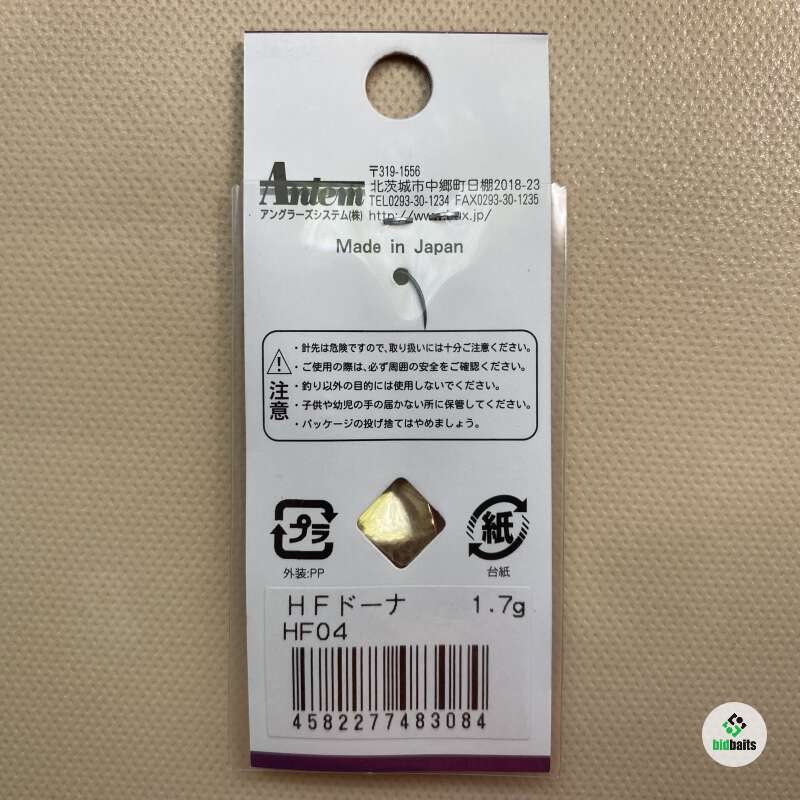 Antem
アングラーズシステム(株)
〒319-1556
北茨城市中郷町日棚2018-23
TEL0293-30-1234 FAX0293-30-1235
Made in Japan
注意
・針先は危険ですので、取り扱いには十分ご注意ください。
・ご使用の際は、必ず周囲の安全をご確認ください。
・釣り以外の目的には使用しないでください。
・子供や幼児の手の届かない所に保管してください。
・パッケージの投げ捨てはやめましょう。
プラ
外装:PP
紙
台紙
HFドーナ 1.7g
HF04
4582277483084
bidbaits